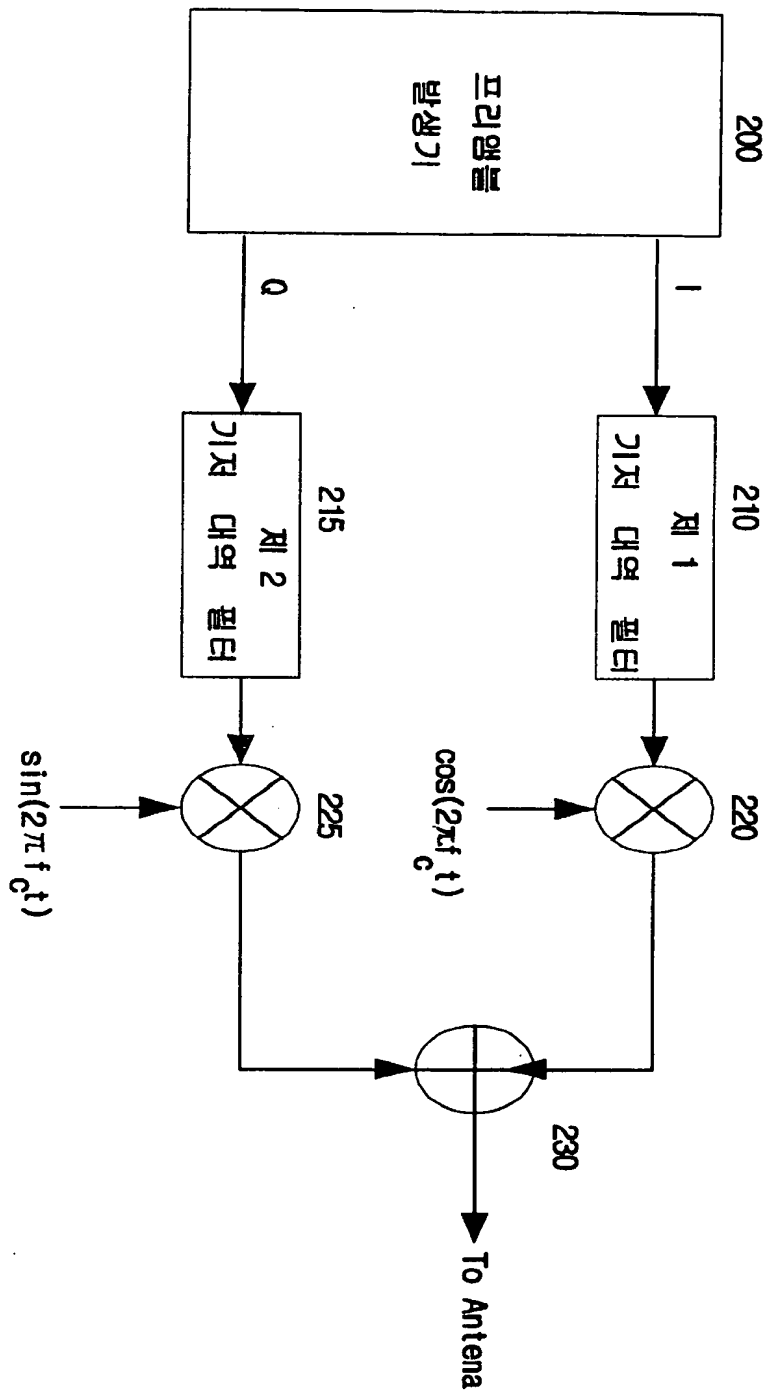 200
프리앰블
발생기
I
210
제 1
기저 대역 필터
220
cos(2πf_c t)
230
To Antena
Q
215
제 2
기저 대역 필터
225
sin(2πf_c t)